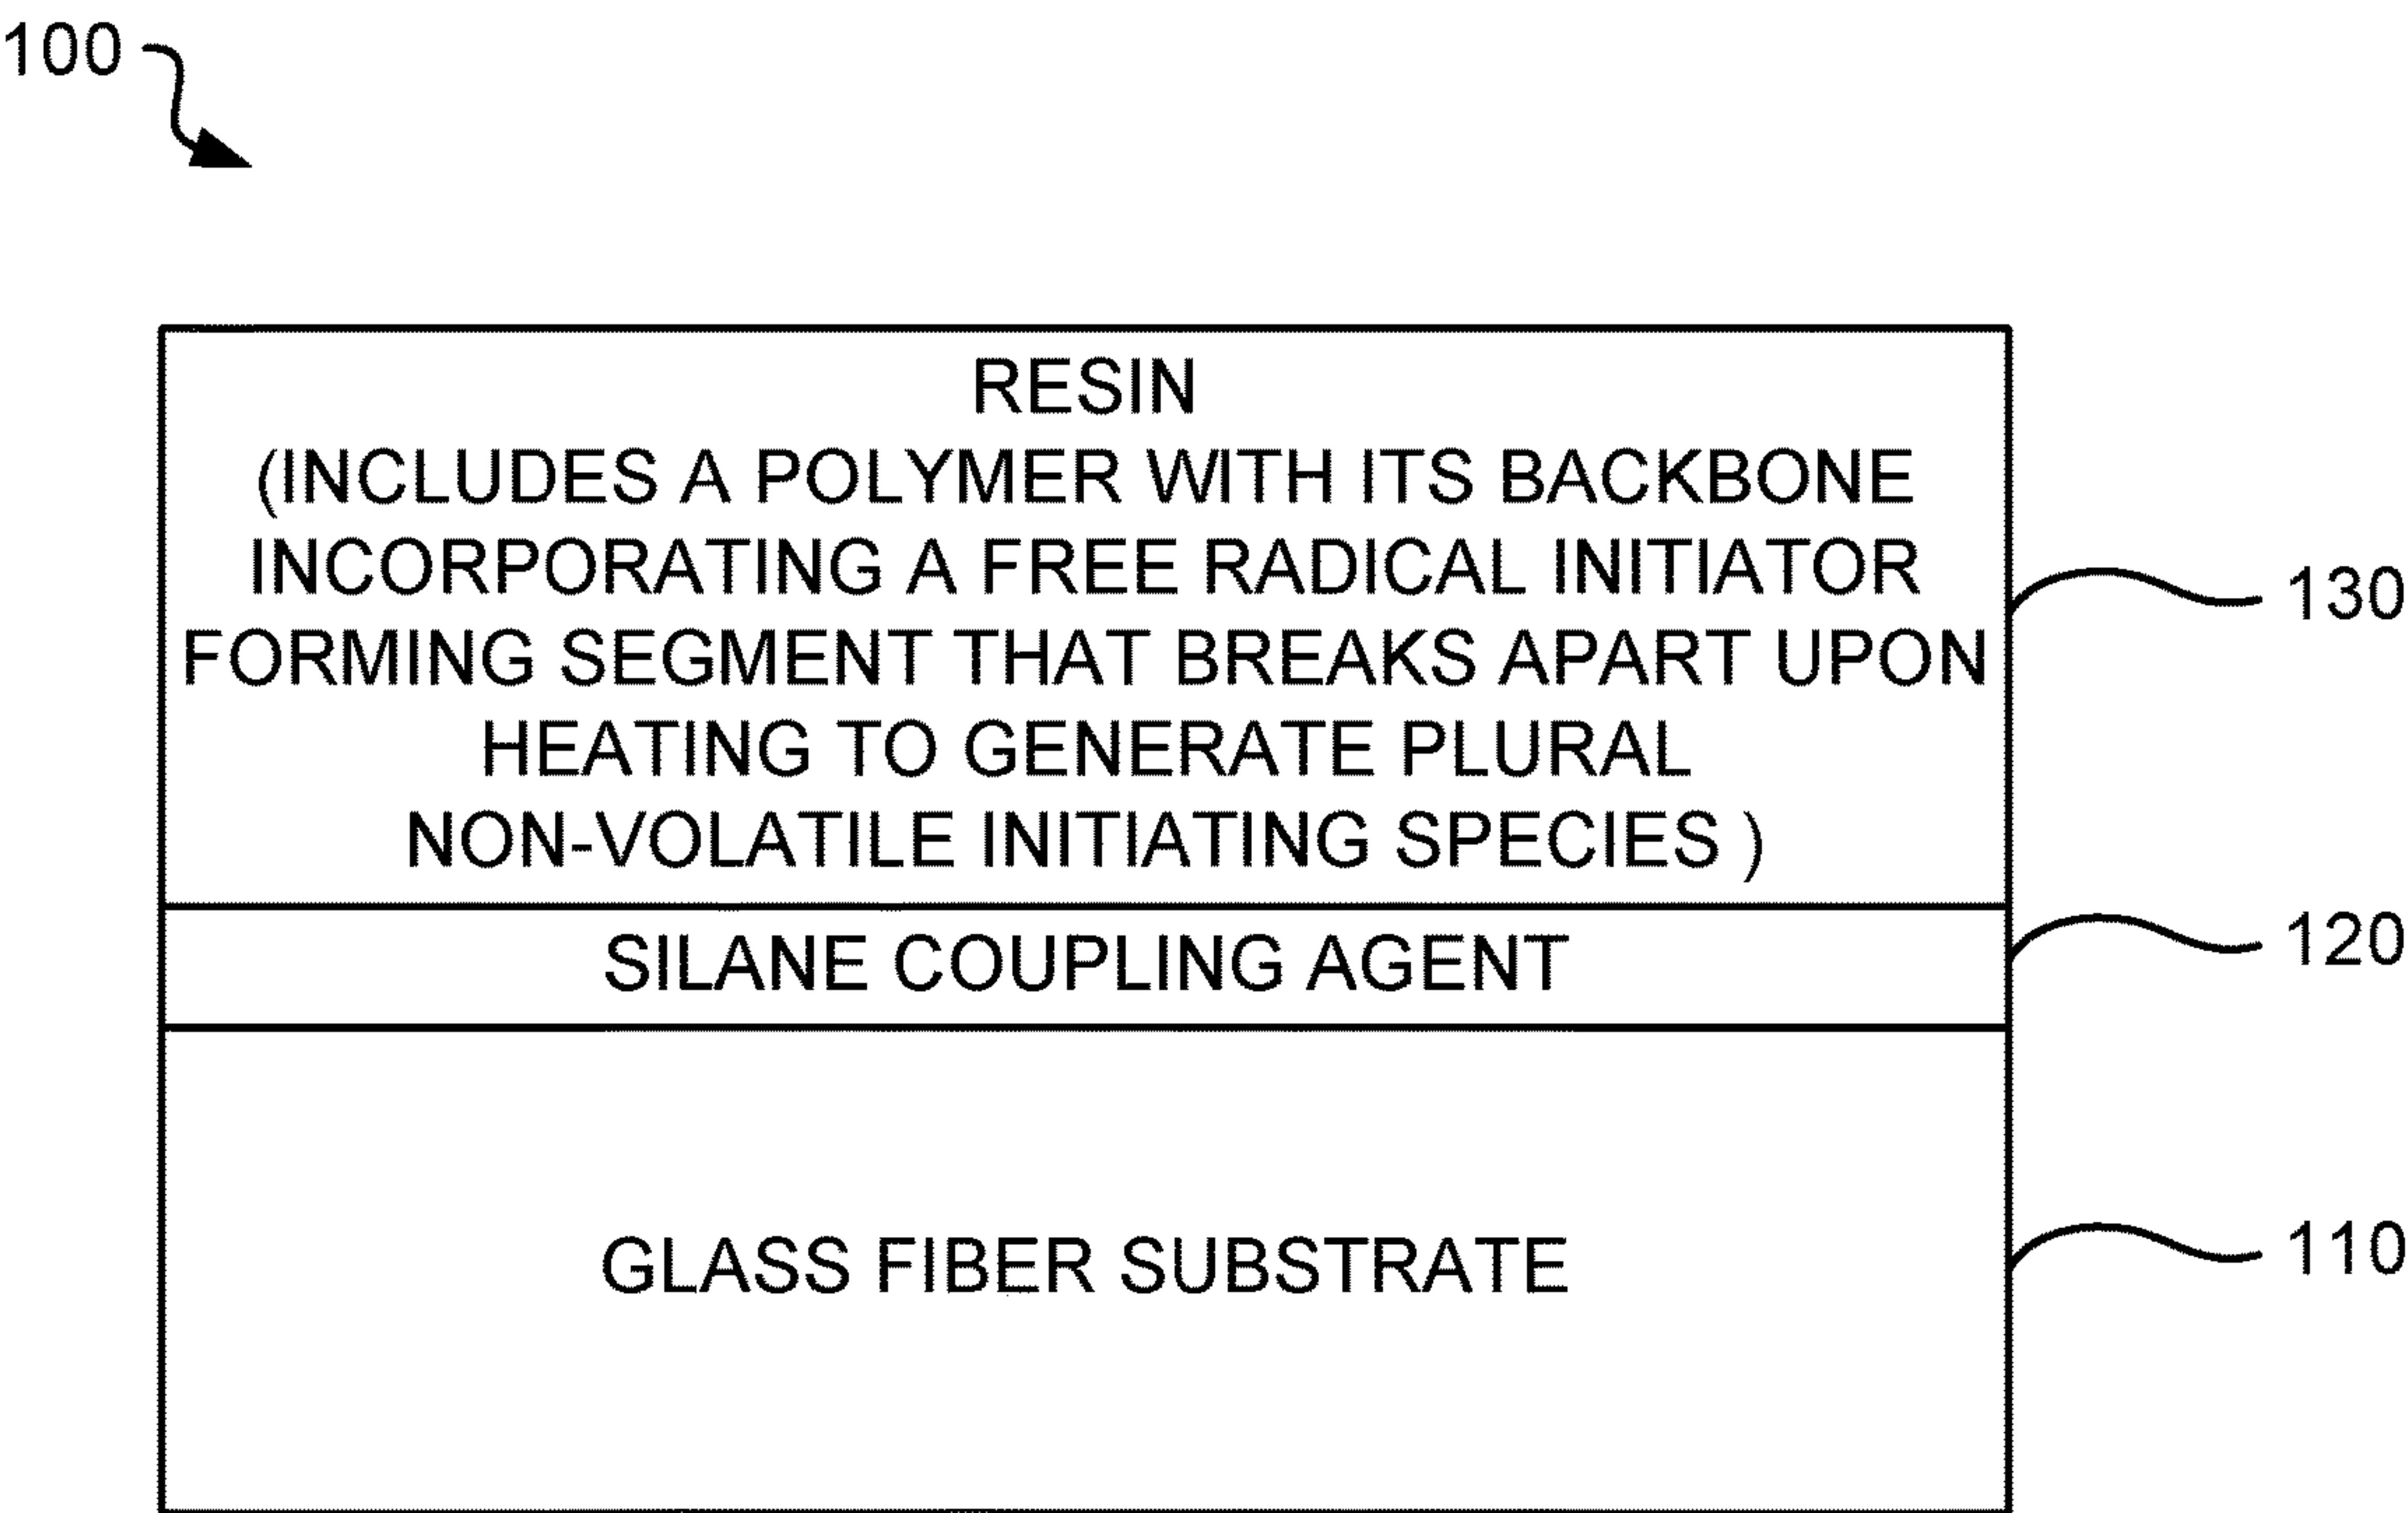 100
RESIN
(INCLUDES A POLYMER WITH ITS BACKBONE
INCORPORATING A FREE RADICAL INITIATOR
FORMING SEGMENT THAT BREAKS APART UPON
HEATING TO GENERATE PLURAL
NON-VOLATILE INITIATING SPECIES )
130
SILANE COUPLING AGENT
120
GLASS FIBER SUBSTRATE
110